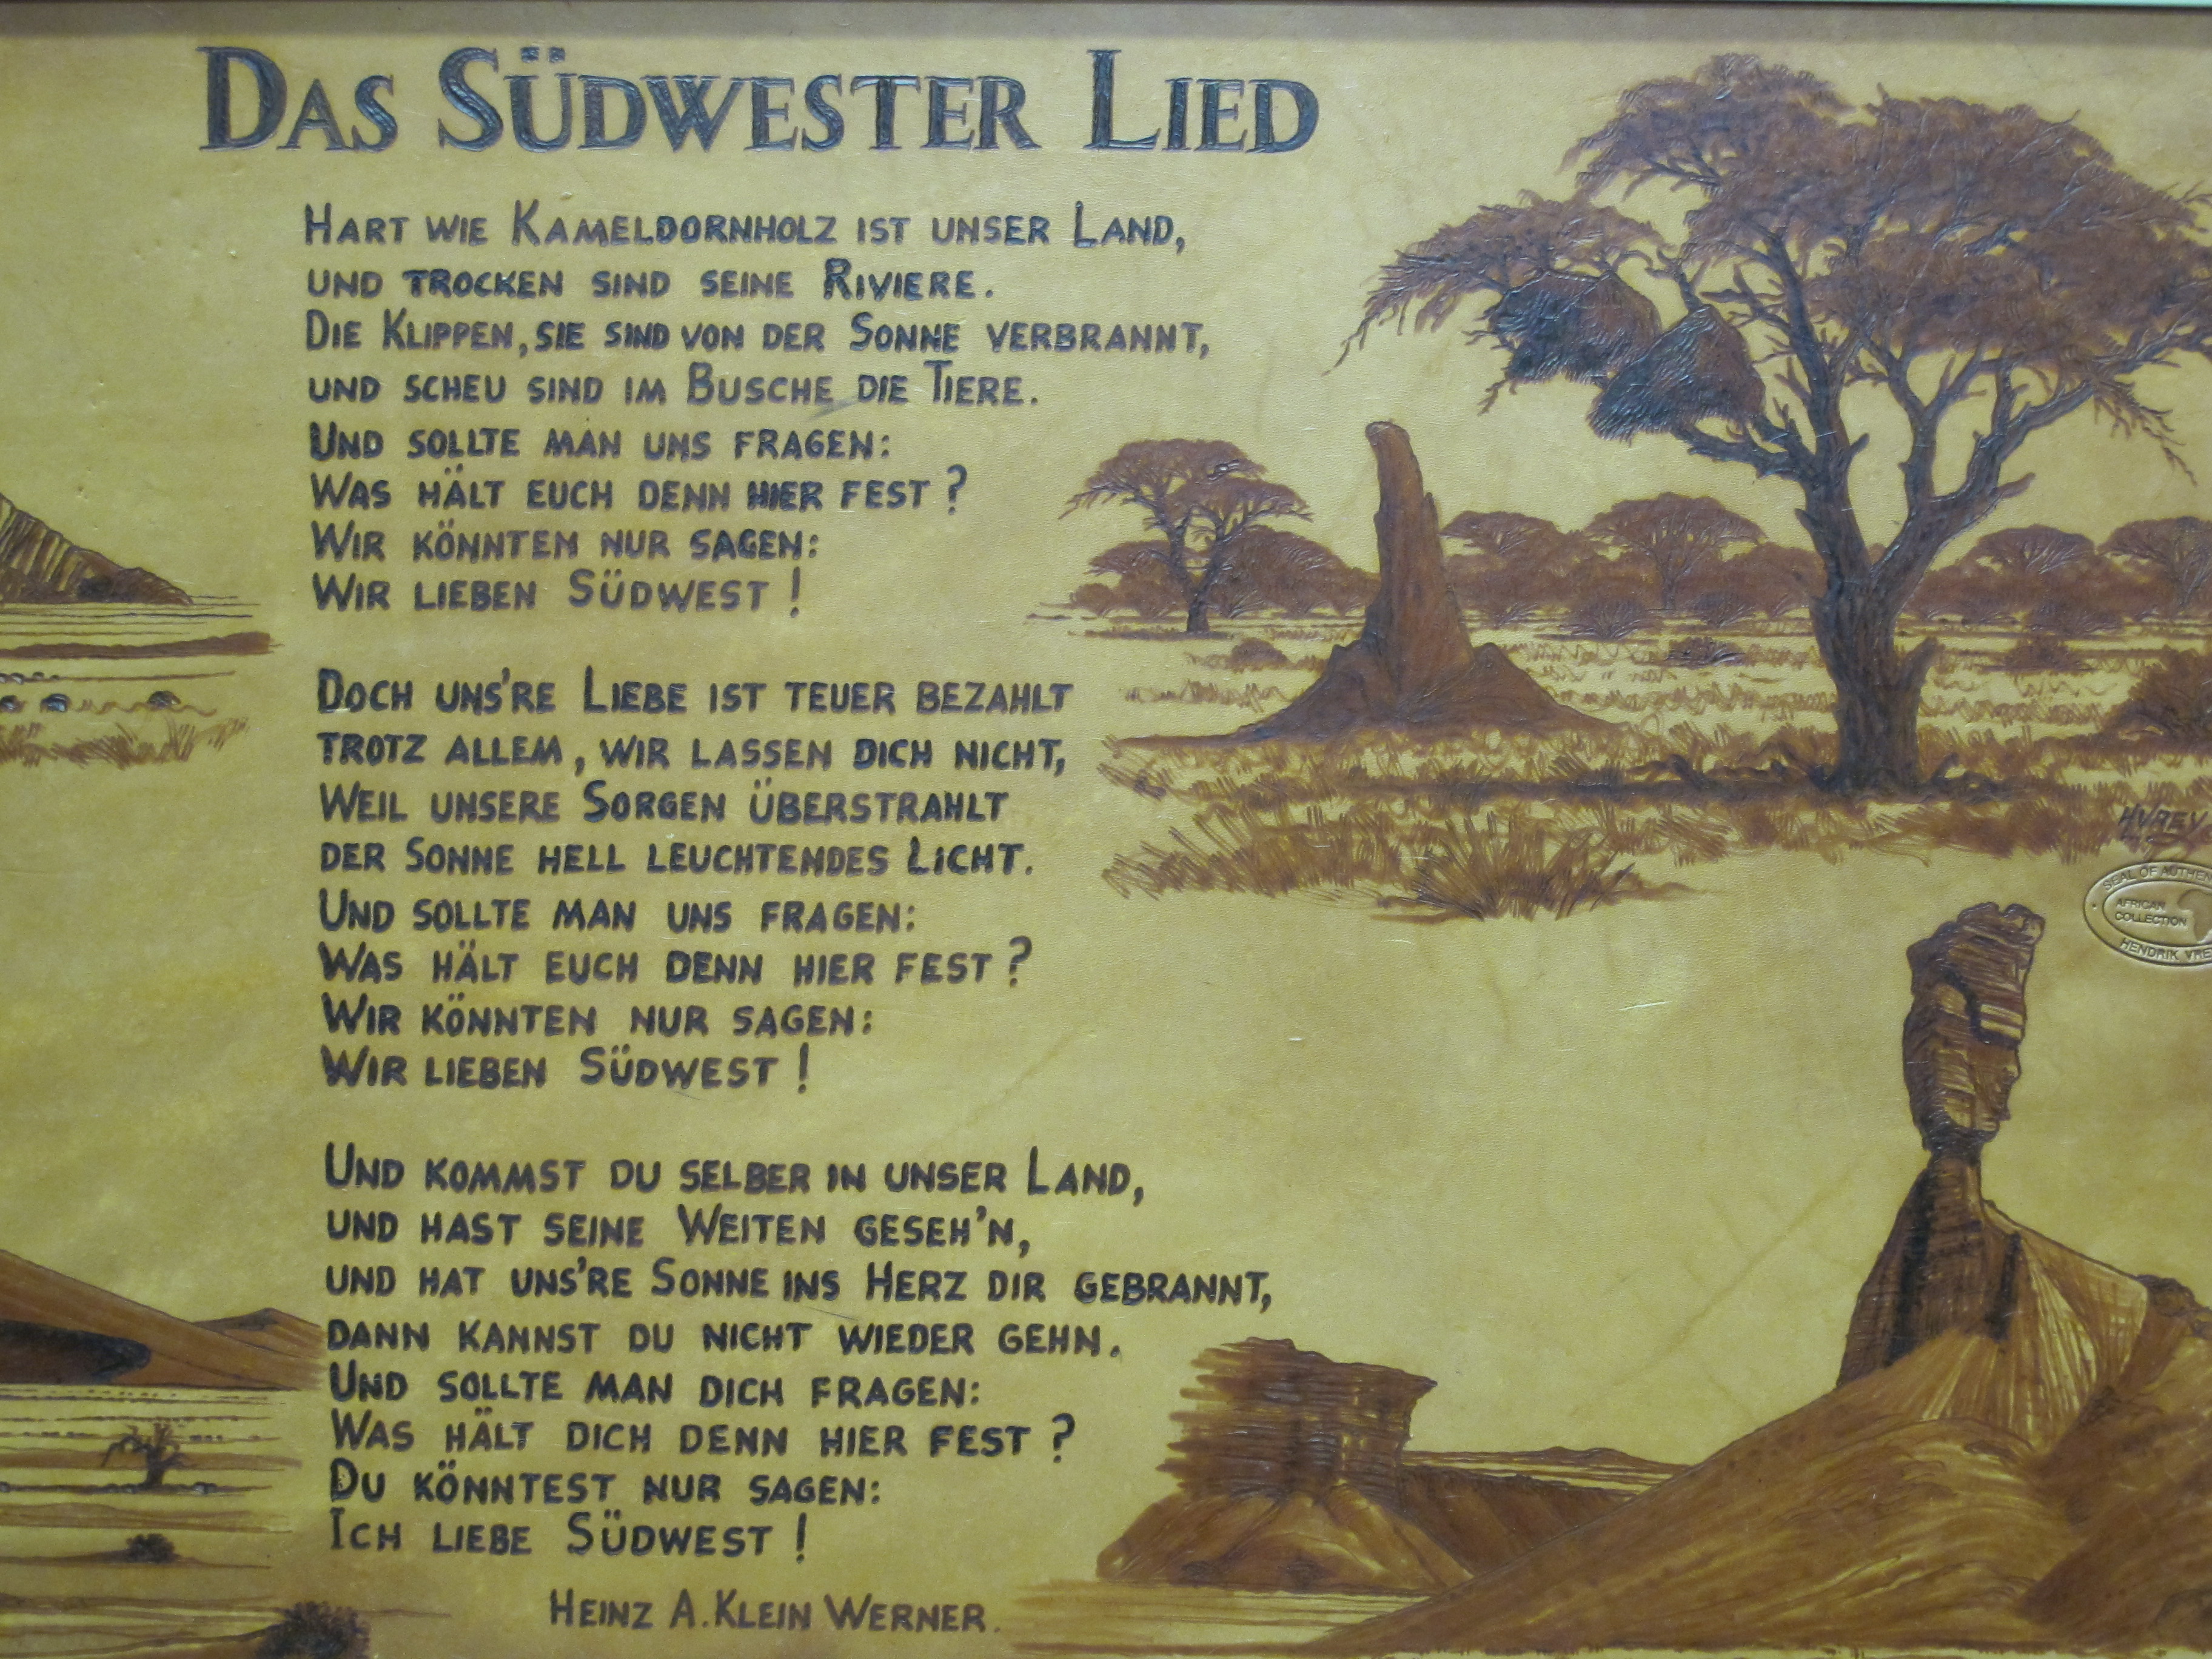 DAS SÜDWESTER LIED
HART WIE KAMELDORNHOLZ IST UNSER LAND,
UND TROCKEN SIND SEINE RIVIERE.
DIE KLIPPEN, SIE SIND VON DER SONNE VERBRANNT,
UND SCHEU SIND IM BUSCHE DIE TIERE.
UND SOLLTE MAN UNS FRAGEN:
WAS HÄLT EUCH DENN HIER FEST?
WIR KÖNNTEN NUR SAGEN:
WIR LIEBEN SÜDWEST!
DOCH UNS'RE LIEBE IST TEUER BEZAHLT
TROTZ ALLEM, WIR LASSEN DICH NICHT,
WEIL UNSERE SORGEN ÜBERSTRAHLT
DER SONNE HELL LEUCHTENDES LICHT.
UND SOLLTE MAN UNS FRAGEN:
WAS HÄLT EUCH DENN HIER FEST?
WIR KÖNNTEN NUR SAGEN:
WIR LIEBEN SÜDWEST!
UND KOMMST DU SELBER IN UNSER LAND,
UND HAST SEINE WEITEN GESEH'N,
UND HAT UNS'RE SONNE INS HERZ DIR GEBRANNT,
DANN KANNST DU NICHT WIEDER GEHN.
UND SOLLTE MAN DICH FRAGEN:
WAS HÄLT DICH DENN HIER FEST?
DU KÖNNTEST NUR SAGEN:
ICH LIEBE SÜDWEST!
HEINZ A. KLEIN WERNER.
SEAL OF
AFRICAN
COLLECTION
HENDRIK